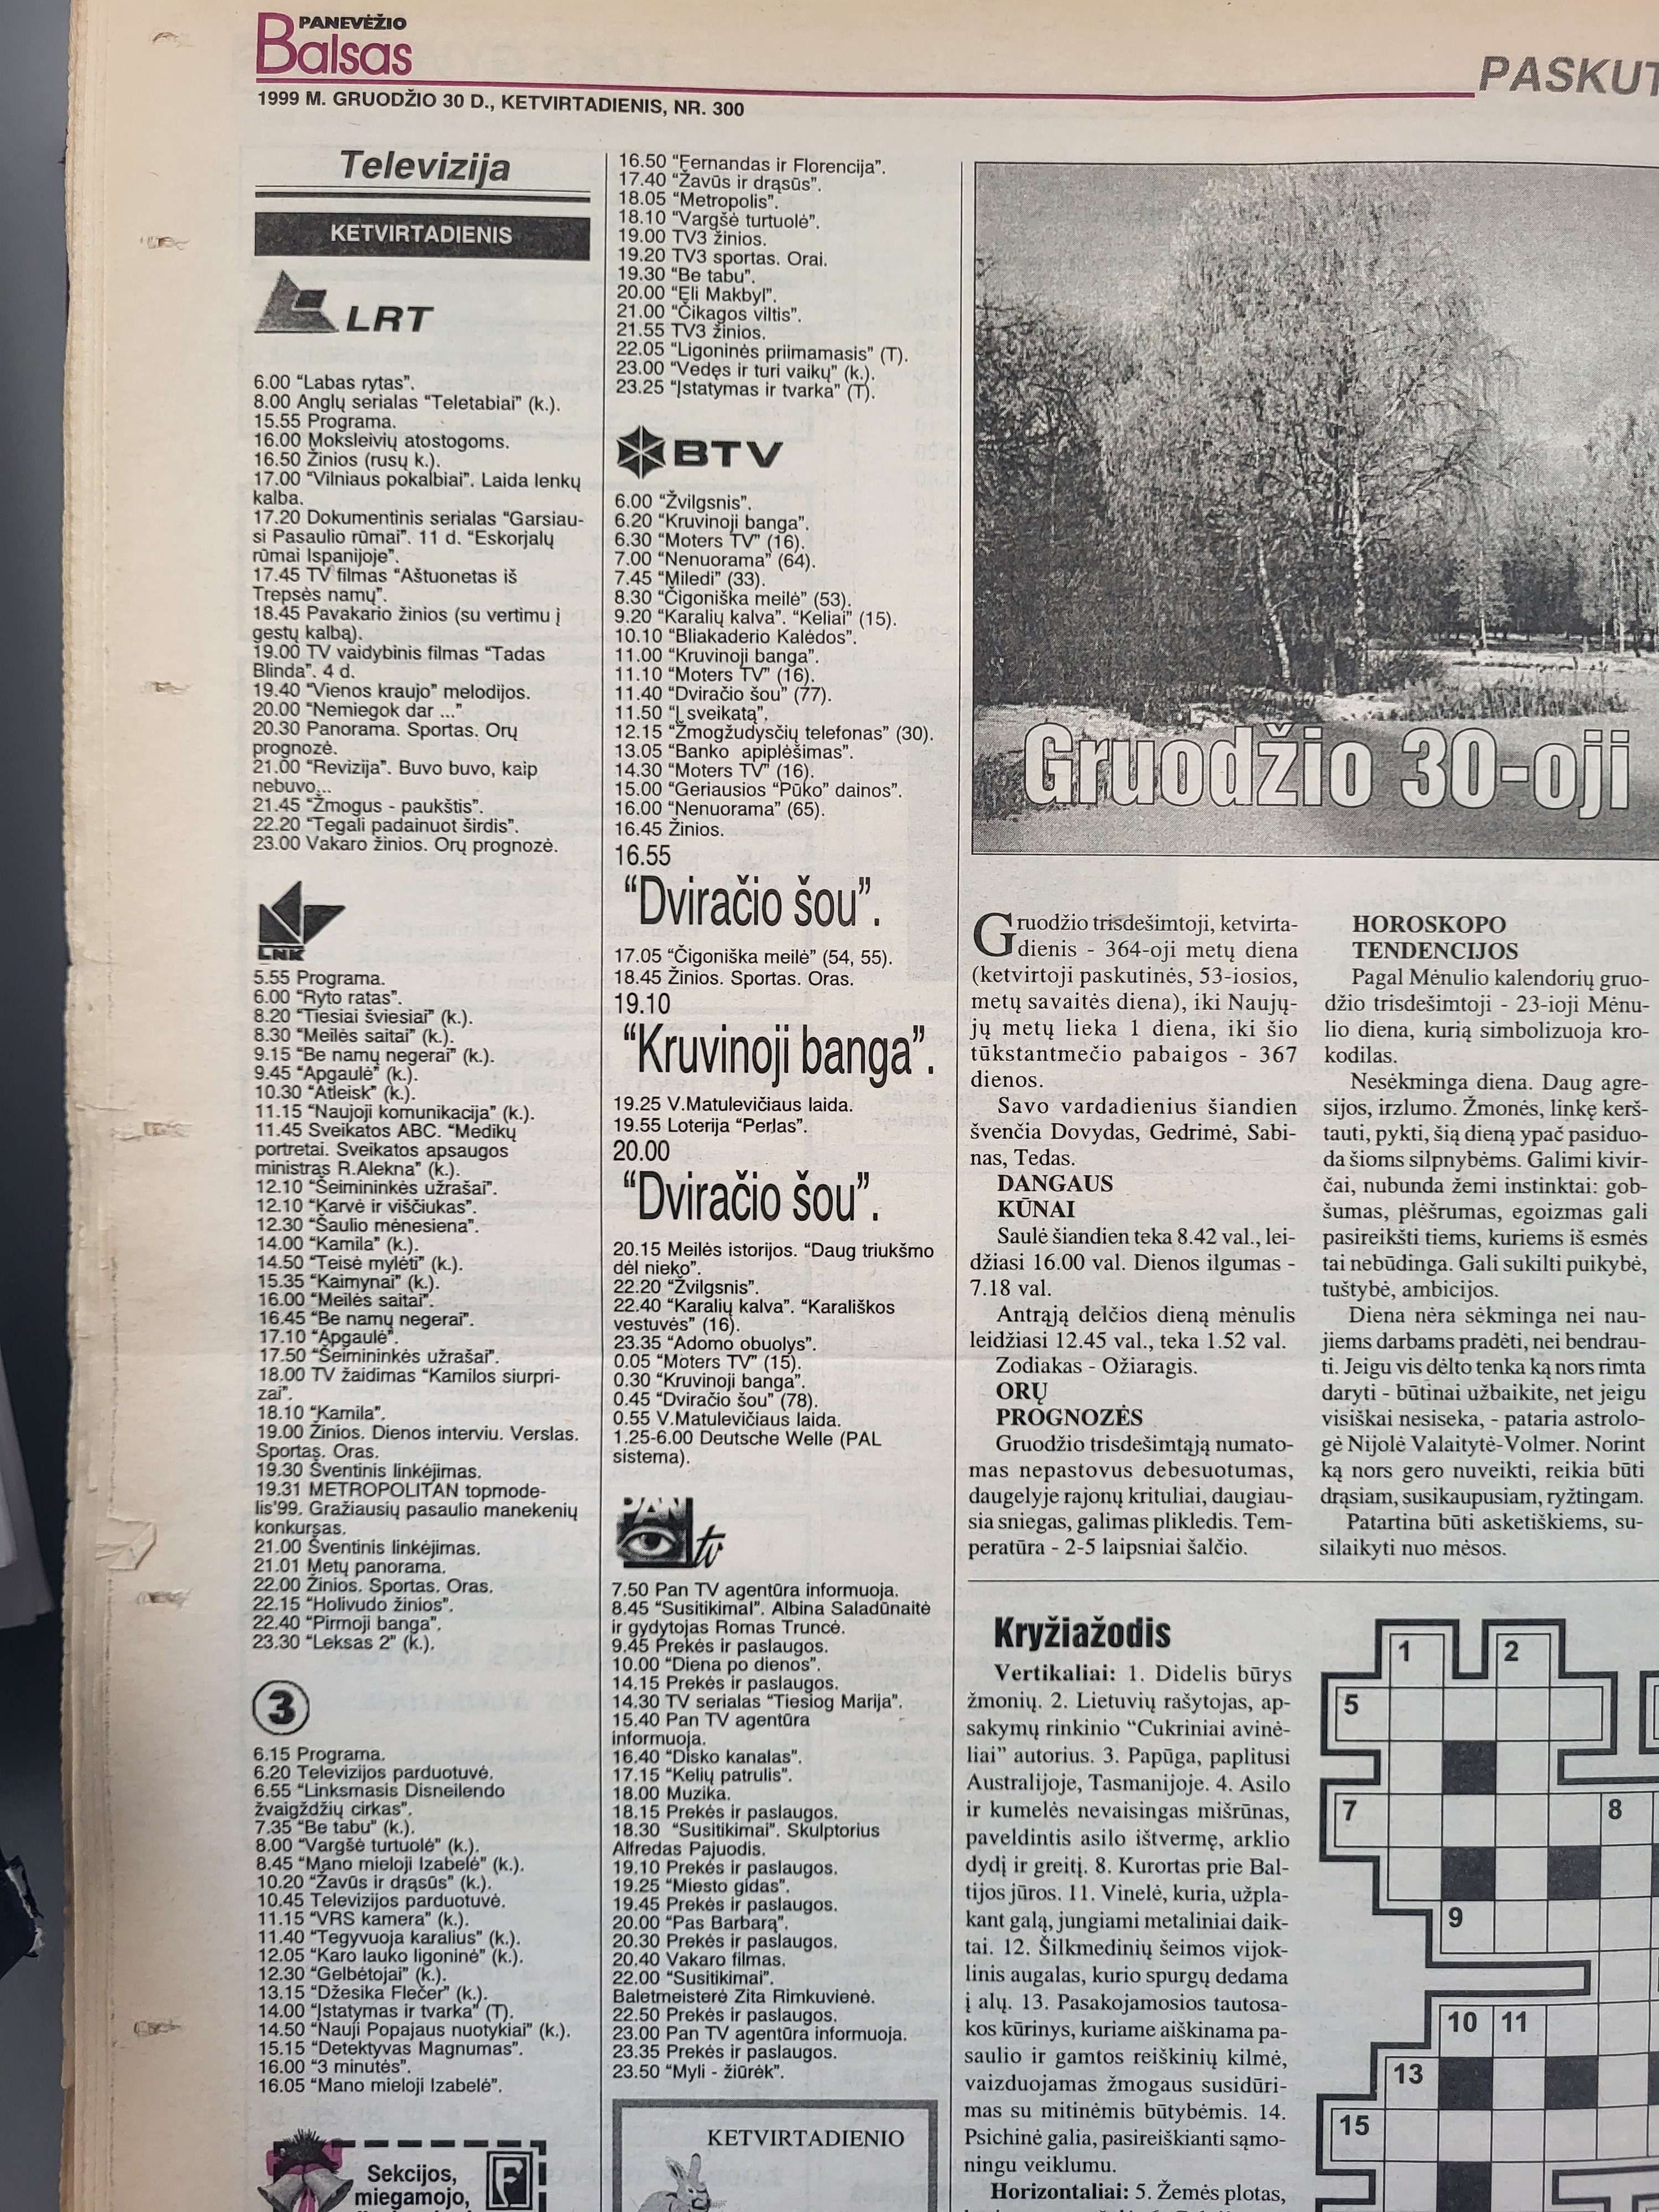 PANEVĖŽIO
Balsas
PASKUT
1999 M. GRUODŽIO 30 D., KETVIRTADIENIS, NR. 300
Televizija
KETVIRTADIENIS
LRT
6.00 “Labas rytas”.
8.00 Anglų serialas “Teletabiai” (k.).
15.55 Programa.
16.00 Moksleivių atostogoms.
16.50 Žinios (rusų k.).
17.00 “Vilniaus pokalbiai”. Laida lenkų
kalba.
17.20 Dokumentinis serialas “Garsiau-
si Pasaulio rūmai”. 11 d. “Eskorjalų
rūmai Ispanijoje”.
17.45 TV filmas “Aštuonetas iš
Trepsės namų”.
18.45 Pavakario žinios (su vertimu į
gestų kalbą).
19.00 TV vaidybinis filmas “Tadas
Blinda”. 4 d.
19.40 “Vienos kraujo” melodijos.
20.00 “Nemiegok dar ...”
20.30 Panorama. Sportas. Orų
prognozė.
21.00 “Revizija”. Buvo buvo, kaip
nebuvo...
21.45 “Žmogus - paukštis”.
22.20 “Tegali padainuot širdis”.
23.00 Vakaro žinios. Orų prognozė.
LNK
5.55 Programa.
6.00 “Ryto ratas”.
8.20 “Tiesiai šviesiai” (k.).
8.30 “Meilės saitai” (k.).
9.15 “Be namų negerai” (k.).
9.45 “Apgaulė” (k.).
10.30 “Atleisk” (k.).
11.15 “Naujoji komunikacija” (k.).
11.45 Sveikatos ABC. “Medikų
portretai. Sveikatos apsaugos
ministras R.Alekna” (k.).
12.10 “Šeimininkės užrašai”.
12.10 “Karvė ir viščiukas”.
12.30 “Šaulio mėnesiena”.
14.00 “Kamila” (k.).
14.50 “Teisė mylėti” (k.).
15.35 “Kaimynai” (k.).
16.00 “Meilės saitai”.
16.45 “Be namų negerai”.
17.10 “Apgaulė”.
17.50 “Šeimininkės užrašai”.
18.00 TV žaidimas “Kamilos siurpri-
zai”.
18.10 “Kamila”.
19.00 Žinios. Dienos interviu. Verslas.
Sportas. Oras.
19.30 Šventinis linkėjimas.
19.31 METROPOLITAN topmode-
lis’99. Gražiausių pasaulio manekenių
konkursas.
21.00 Šventinis linkėjimas.
21.01 Metų panorama.
22.00 Žinios. Sportas. Oras.
22.15 “Holivudo žinios”.
22.40 “Pirmoji banga”.
23.30 “Leksas 2” (k.).
3
6.15 Programa.
6.20 Televizijos parduotuvė.
6.55 “Linksmasis Disneilendo
žvaigždžių cirkas”.
7.35 “Be tabu” (k.).
8.00 “Vargšė turtuolė” (k.).
8.45 “Mano mieloji Izabelė” (k.).
10.20 “Žavūs ir drąsūs” (k.).
10.45 Televizijos parduotuvė.
11.15 “VRS kamera” (k.).
11.40 “Tegyvuoja karalius” (k.).
12.05 “Karo lauko ligoninė” (k.).
12.30 “Gelbėtojai” (k.).
13.15 “Džesika Flečer” (k.).
14.00 “Įstatymas ir tvarka” (T).
14.50 “Nauji Popajaus nuotykiai” (k.).
15.15 “Detektyvas Magnumas”.
16.00 “3 minutės”.
16.05 “Mano mieloji Izabelė”.
Sekcijos,
miegamojo,
16.50 “Fernandas ir Florencija”.
17.40 “Žavūs ir drąsūs”.
18.05 “Metropolis”.
18.10 “Vargšė turtuolė”.
19.00 TV3 žinios.
19.20 TV3 sportas. Orai.
19.30 “Be tabu”.
20.00 “Eli Makbyl”.
21.00 “Čikagos viltis”.
21.55 TV3 žinios.
22.05 “Ligoninės priimamasis” (T).
23.00 “Vedęs ir turi vaikų” (k.).
23.25 “Įstatymas ir tvarka” (T).
BTV
6.00 “Žvilgsnis”.
6.20 “Kruvinoji banga”.
6.30 “Moters TV” (16).
7.00 “Nenuorama” (64).
7.45 “Miledi” (33).
8.30 “Čigoniška meilė” (53).
9.20 “Karalių kalva”. “Keliai” (15).
10.10 “Bliakaderio Kalėdos”.
11.00 “Kruvinoji banga”.
11.10 “Moters TV” (16).
11.40 “Dviračio šou” (77).
11.50 “Į sveikatą”.
12.15 “Žmogžudysčių telefonas” (30).
13.05 “Banko apiplėšimas”.
14.30 “Moters TV” (16).
15.00 “Geriausios “Pūko” dainos”.
16.00 “Nenuorama” (65).
16.45 Žinios.
16.55
“Dviračio šou”.
17.05 “Čigoniška meilė” (54, 55).
18.45 Žinios. Sportas. Oras.
19.10
“Kruvinoji banga”.
19.25 V.Matulevičiaus laida.
19.55 Loterija “Perlas”.
20.00
“Dviračio šou”.
20.15 Meilės istorijos. “Daug triukšmo
dėl nieko”.
22.20 “Žvilgsnis”.
22.40 “Karalių kalva”. “Karališkos
vestuvės” (16).
23.35 “Adomo obuolys”.
0.05 “Moters TV” (15).
0.30 “Kruvinoji banga”.
0.45 “Dviračio šou” (78).
0.55 V.Matulevičiaus laida.
1.25-6.00 Deutsche Welle (PAL
sistema).
PAN
tv
7.50 Pan TV agentūra informuoja.
8.45 “Susitikimai”. Albina Saladūnaitė
ir gydytojas Romas Truncė.
9.45 Prekės ir paslaugos.
10.00 “Diena po dienos”.
14.15 Prekės ir paslaugos.
14.30 TV serialas “Tiesiog Marija”.
15.40 Pan TV agentūra
informuoja.
16.40 “Disko kanalas”.
17.15 “Kelių patrulis”.
18.00 Muzika.
18.15 Prekės ir paslaugos.
18.30 “Susitikimai”. Skulptorius
Alfredas Pajuodis.
19.10 Prekės ir paslaugos.
19.25 “Miesto gidas”.
19.45 Prekės ir paslaugos.
20.00 “Pas Barbarą”.
20.30 Prekės ir paslaugos.
20.40 Vakaro filmas.
22.00 “Susitikimai”.
Baletmeisterė Zita Rimkuvienė.
22.50 Prekės ir paslaugos.
23.00 Pan TV agentūra informuoja.
23.35 Prekės ir paslaugos.
23.50 “Myli - žiūrėk”.
KETVIRTADIENIO
Gruodžio 30-oji
Gruodžio trisdešimtoji, ketvirta-
dienis - 364-oji metų diena
(ketvirtoji paskutinės, 53-iosios,
metų savaitės diena), iki Naujų-
jų metų lieka 1 diena, iki šio
tūkstantmečio pabaigos - 367
dienos.
Savo vardadienius šiandien
švenčia Dovydas, Gedrimė, Sabi-
nas, Tedas.
DANGAUS
KŪNAI
Saulė šiandien teka 8.42 val., lei-
džiasi 16.00 val. Dienos ilgumas -
7.18 val.
Antrąją delčios dieną mėnulis
leidžiasi 12.45 val., teka 1.52 val.
Zodiakas - Ožiaragis.
ORŲ
PROGNOZĖS
Gruodžio trisdešimtąją numato-
mas nepastovus debesuotumas,
daugelyje rajonų krituliai, daugiau-
sia sniegas, galimas plikledis. Tem-
peratūra - 2-5 laipsniai šalčio.
HOROSKOPO
TENDENCIJOS
Pagal Mėnulio kalendorių gruo-
džio trisdešimtoji - 23-ioji Mėnu-
lio diena, kurią simbolizuoja kro-
kodilas.
Nesėkminga diena. Daug agre-
sijos, irzlumo. Žmonės, linkę kerš-
tauti, pykti, šią dieną ypač pasiduo-
da šioms silpnybėms. Galimi kivir-
čai, nubunda žemi instinktai: gob-
šumas, plėšrumas, egoizmas gali
pasireikšti tiems, kuriems iš esmės
tai nebūdinga. Gali sukilti puikybė,
tuštybė, ambicijos.
Diena nėra sėkminga nei nau-
jiems darbams pradėti, nei bendrau-
ti. Jeigu vis dėlto tenka ką nors rimta
daryti - būtinai užbaikite, net jeigu
visiškai nesiseka, - pataria astrolo-
gė Nijolė Valaitytė-Volmer. Norint
ką nors gero nuveikti, reikia būti
drąsiam, susikaupusiam, ryžtingam.
Patartina būti asketiškiems, su-
silaikyti nuo mėsos.
Kryžiažodis
Vertikaliai: 1. Didelis būrys
žmonių. 2. Lietuvių rašytojas, ap-
sakymų rinkinio “Cukriniai avinė-
liai” autorius. 3. Papūga, paplitusi
Australijoje, Tasmanijoje. 4. Asilo
ir kumelės nevaisingas mišrūnas,
paveldintis asilo ištvermę, arklio
dydį ir greitį. 8. Kurortas prie Bal-
tijos jūros. 11. Vinelė, kuria, užpla-
kant galą, jungiami metaliniai daik-
tai. 12. Šilkmedinių šeimos vijok-
linis augalas, kurio spurgų dedama
į alų. 13. Pasakojamosios tautosa-
kos kūrinys, kuriame aiškinama pa-
saulio ir gamtos reiškinių kilmė,
vaizduojamas žmogaus susidūri-
mas su mitinėmis būtybėmis. 14.
Psichinė galia, pasireiškianti sąmo-
ningu veiklumu.
Horizontaliai: 5. Žemės plotas,
1 2
5
7 8
9
10 11
13
15